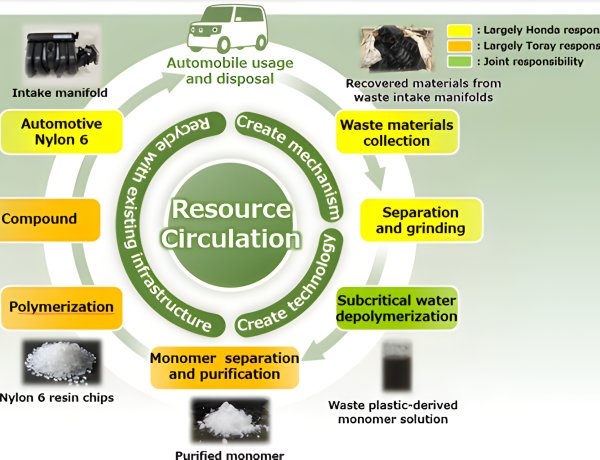 : Largely Honda respon
: Largely Toray respons
: Joint responsibility
Automobile usage
and disposal
Intake manifold
Recovered materials from
waste intake manifolds
Automotive
Nylon 6
Waste materials
collection
Recycle with existing infrastructure
Create mechanism
Compound
Resource
Circulation
Separation
and grinding
Create technology
Polymerization
Subcritical water
depolymerization
Monomer separation
and purification
Nylon 6 resin chips
Waste plastic-derived
monomer solution
Purified monomer